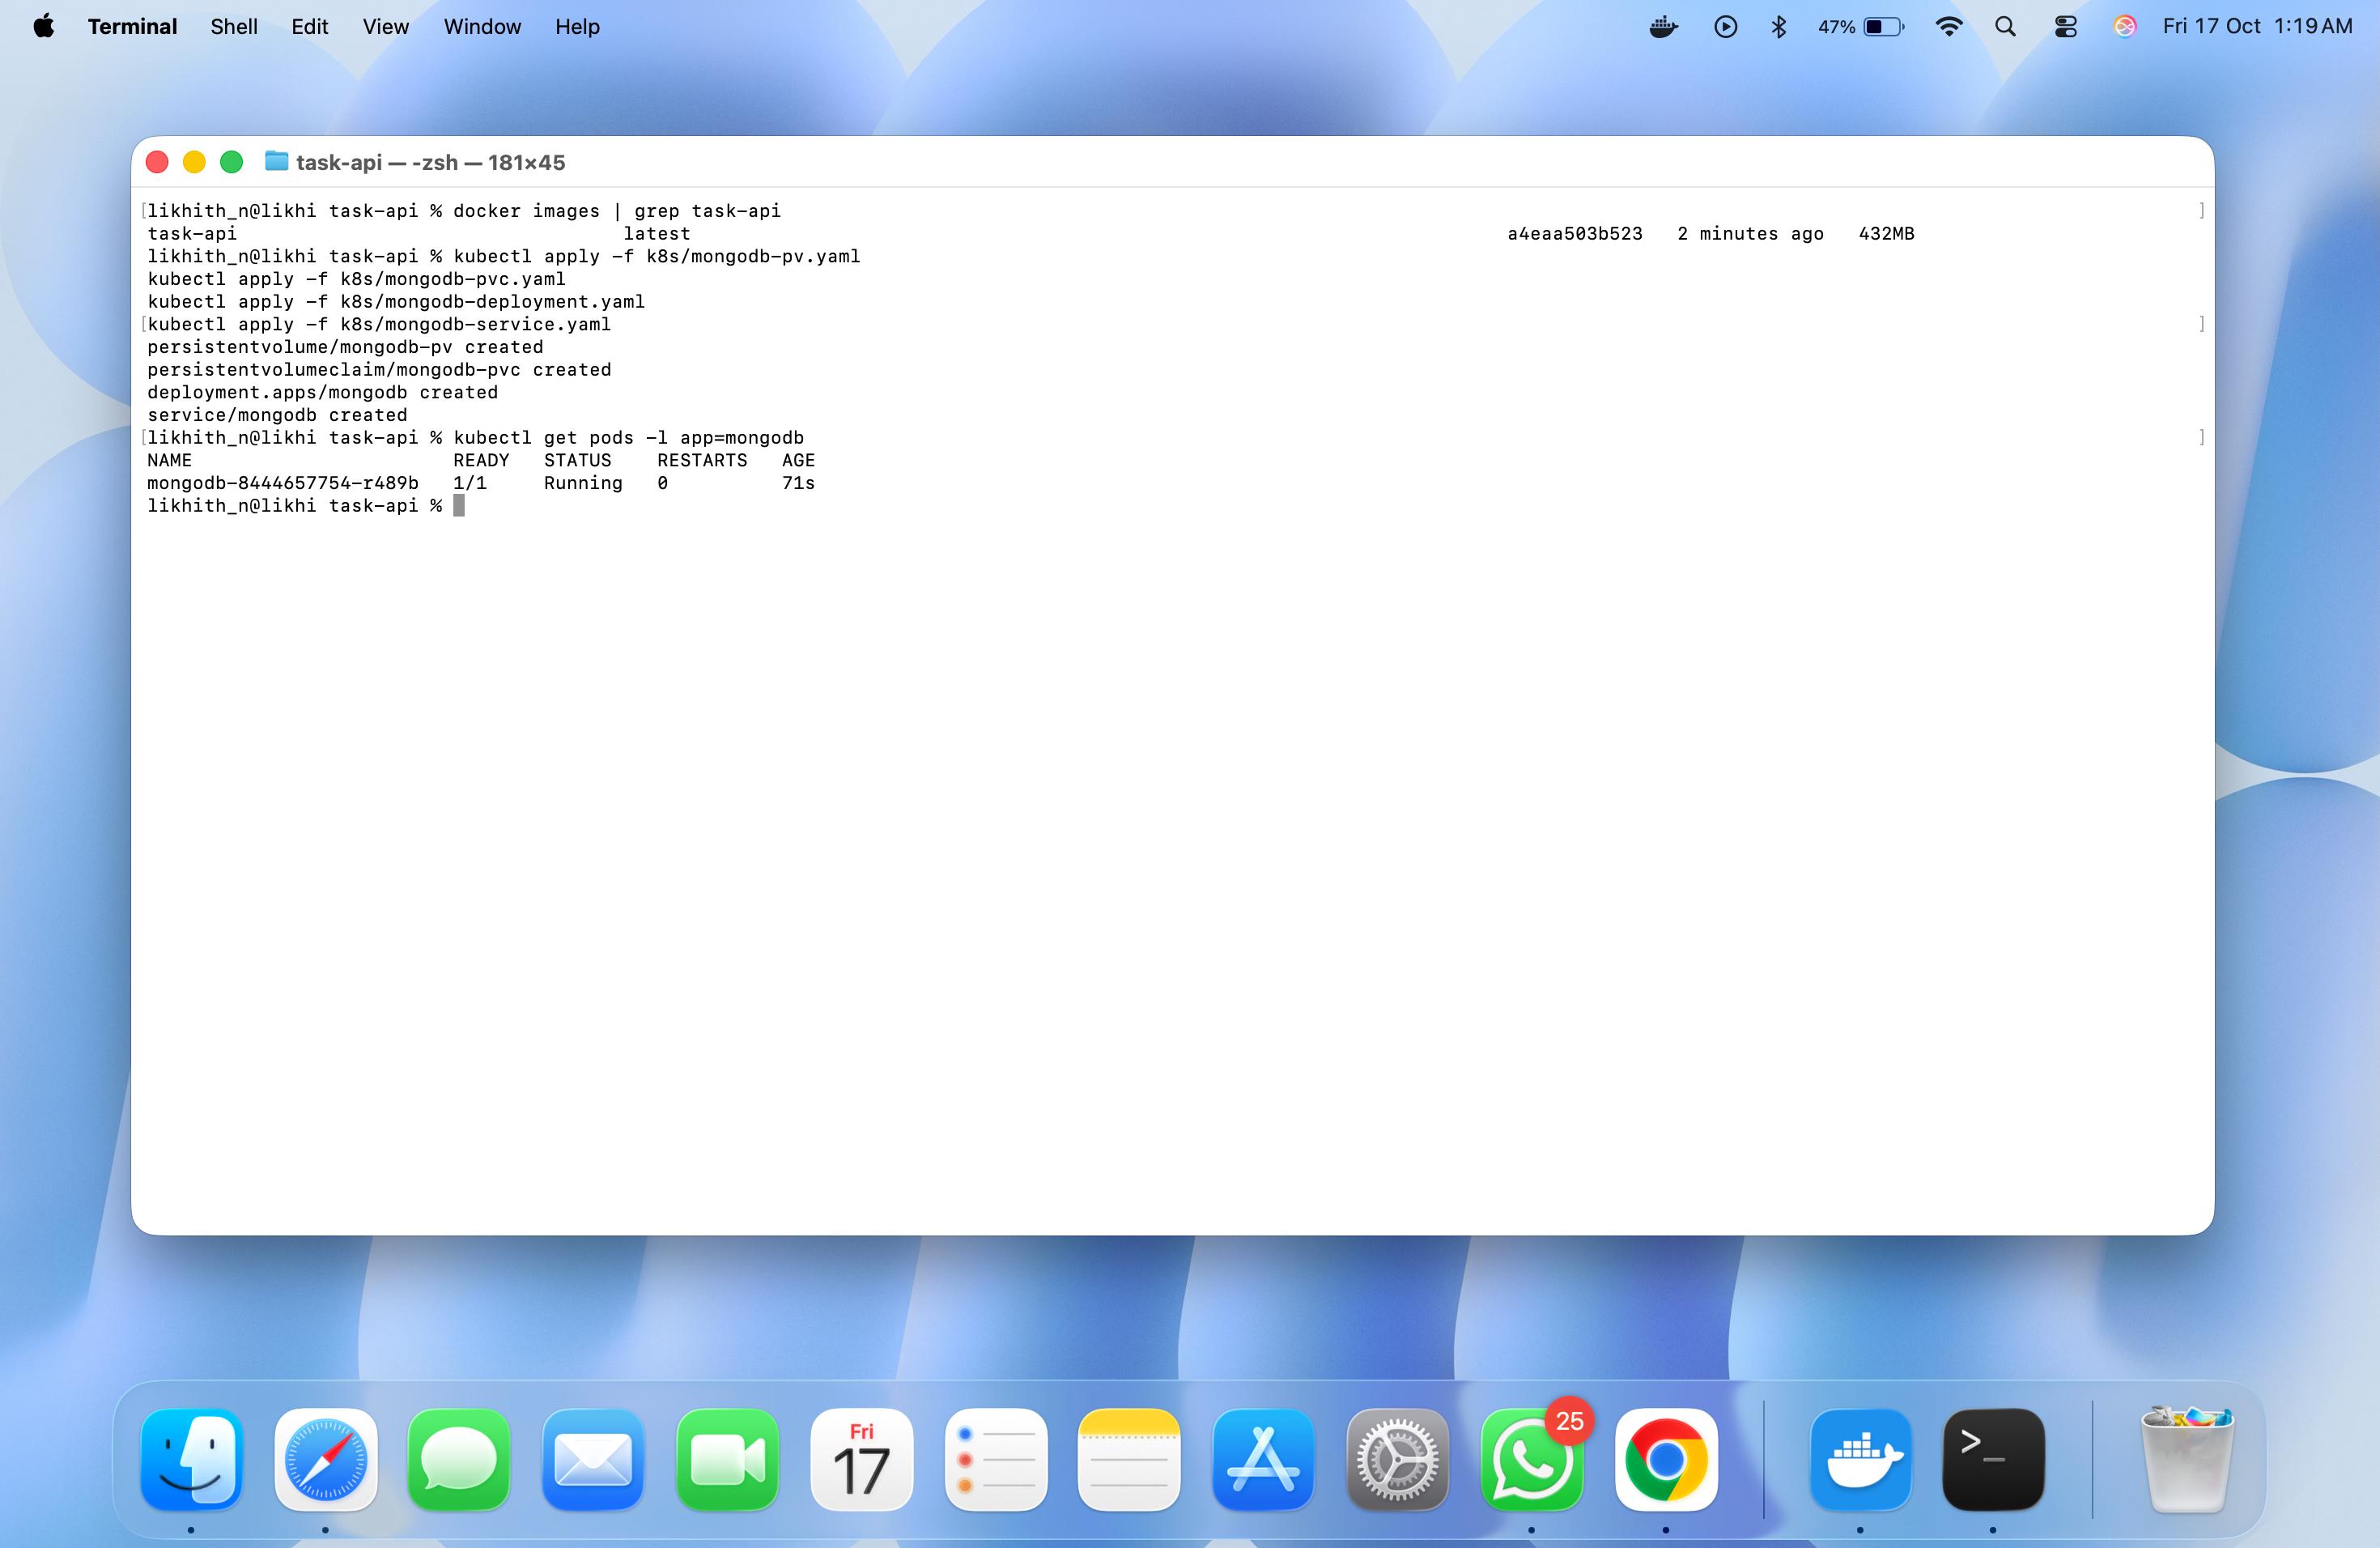 Terminal Shell Edit View Window Help 47% Fri 17 Oct 1:19 AM
task-api — -zsh — 181×45
[likhith_n@likhi task-api % docker images | grep task-api ]
task-api latest a4eaa503b523 2 minutes ago 432MB
likhith_n@likhi task-api % kubectl apply -f k8s/mongodb-pv.yaml
kubectl apply -f k8s/mongodb-pvc.yaml
kubectl apply -f k8s/mongodb-deployment.yaml
[kubectl apply -f k8s/mongodb-service.yaml ]
persistentvolume/mongodb-pv created
persistentvolumeclaim/mongodb-pvc created
deployment.apps/mongodb created
service/mongodb created
[likhith_n@likhi task-api % kubectl get pods -l app=mongodb ]
NAME READY STATUS RESTARTS AGE
mongodb-8444657754-r489b 1/1 Running 0 71s
likhith_n@likhi task-api %
Fri
17
25
>_